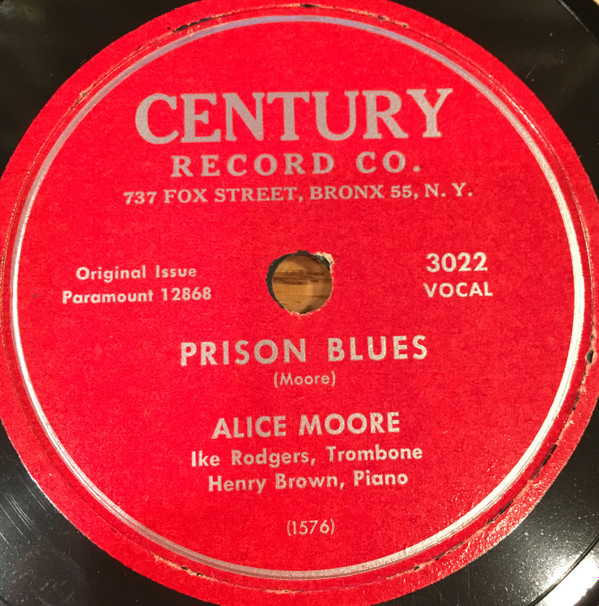 CENTURY
RECORD CO.
737 FOX STREET, BRONX 55, N. Y.
Original Issue
Paramount 12868
3022
VOCAL
PRISON BLUES
(Moore)
ALICE MOORE
Ike Rodgers, Trombone
Henry Brown, Piano
(1576)